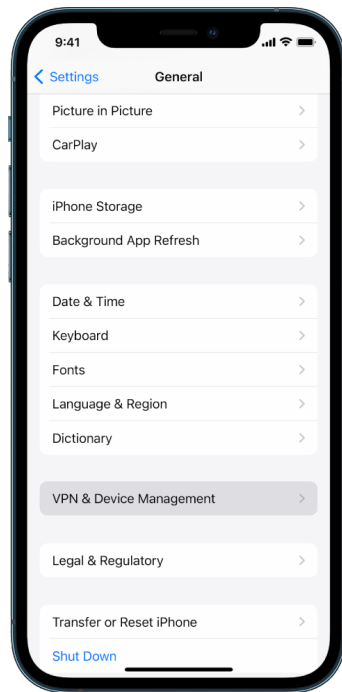 9:41
Settings
General
Picture in Picture
CarPlay
iPhone Storage
Background App Refresh
Date & Time
Keyboard
Fonts
Language & Region
Dictionary
VPN & Device Management
Legal & Regulatory
Transfer or Reset iPhone
Shut Down